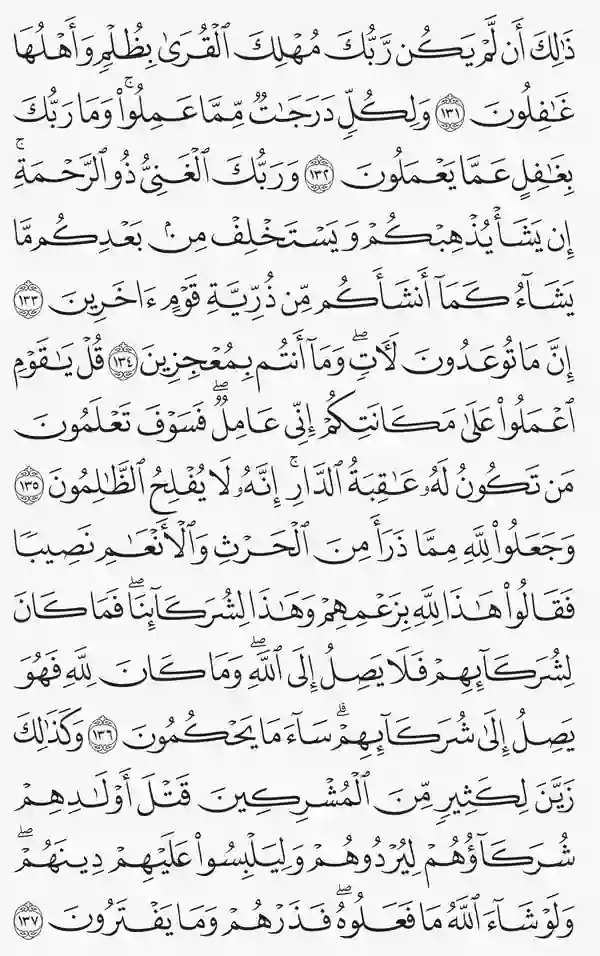 ذَٰلِكَ أَن لَّمْ يَكُن رَّبُّكَ مُهْلِكَ ٱلْقُرَىٰ بِظُلْمٍ وَأَهْلُهَا
غَٰفِلُونَ ١٣١ وَلِكُلٍّ دَرَجَٰتٌ مِّمَّا عَمِلُوا۟ ۚ وَمَا رَبُّكَ
بِغَٰفِلٍ عَمَّا يَعْمَلُونَ ١٣٢ وَرَبُّكَ ٱلْغَنِىُّ ذُو ٱلرَّحْمَةِ ۚ
إِن يَشَأْ يُذْهِبْكُمْ وَيَسْتَخْلِفْ مِنۢ بَعْدِكُم مَّا
يَشَآءُ كَمَآ أَنشَأَكُم مِّن ذُرِّيَّةِ قَوْمٍ ءَاخَرِينَ ١٣٣
إِنَّ مَا تُوعَدُونَ لَءَاتٍ ۖ وَمَآ أَنتُم بِمُعْجِزِينَ ١٣٤ قُلْ يَٰقَوْمِ
ٱعْمَلُوا۟ عَلَىٰ مَكَانَتِكُمْ إِنِّى عَامِلٌ ۖ فَسَوْفَ تَعْلَمُونَ
مَن تَكُونُ لَهُۥ عَٰقِبَةُ ٱلدَّارِ ۚ إِنَّهُۥ لَا يُفْلِحُ ٱلظَّٰلِمُونَ ١٣٥
وَجَعَلُوا۟ لِلَّهِ مِمَّا ذَرَأَ مِنَ ٱلْحَرْثِ وَٱلْأَنْعَٰمِ نَصِيبًا
فَقَالُوا۟ هَٰذَا لِلَّهِ بِزَعْمِهِمْ وَهَٰذَا لِشُرَكَآئِنَا ۖ فَمَا كَانَ
لِشُرَكَآئِهِمْ فَلَا يَصِلُ إِلَى ٱللَّهِ ۖ وَمَا كَانَ لِلَّهِ فَهُوَ
يَصِلُ إِلَىٰ شُرَكَآئِهِمْ ۗ سَآءَ مَا يَحْكُمُونَ ١٣٦ وَكَذَٰلِكَ
زَيَّنَ لِكَثِيرٍ مِّنَ ٱلْمُشْرِكِينَ قَتْلَ أَوْلَٰدِهِمْ
شُرَكَآؤُهُمْ لِيُرْدُوهُمْ وَلِيَلْبِسُوا۟ عَلَيْهِمْ دِينَهُمْ ۖ
وَلَوْ شَآءَ ٱللَّهُ مَا فَعَلُوهُ ۖ فَذَرْهُمْ وَمَا يَفْتَرُونَ ١٣٧